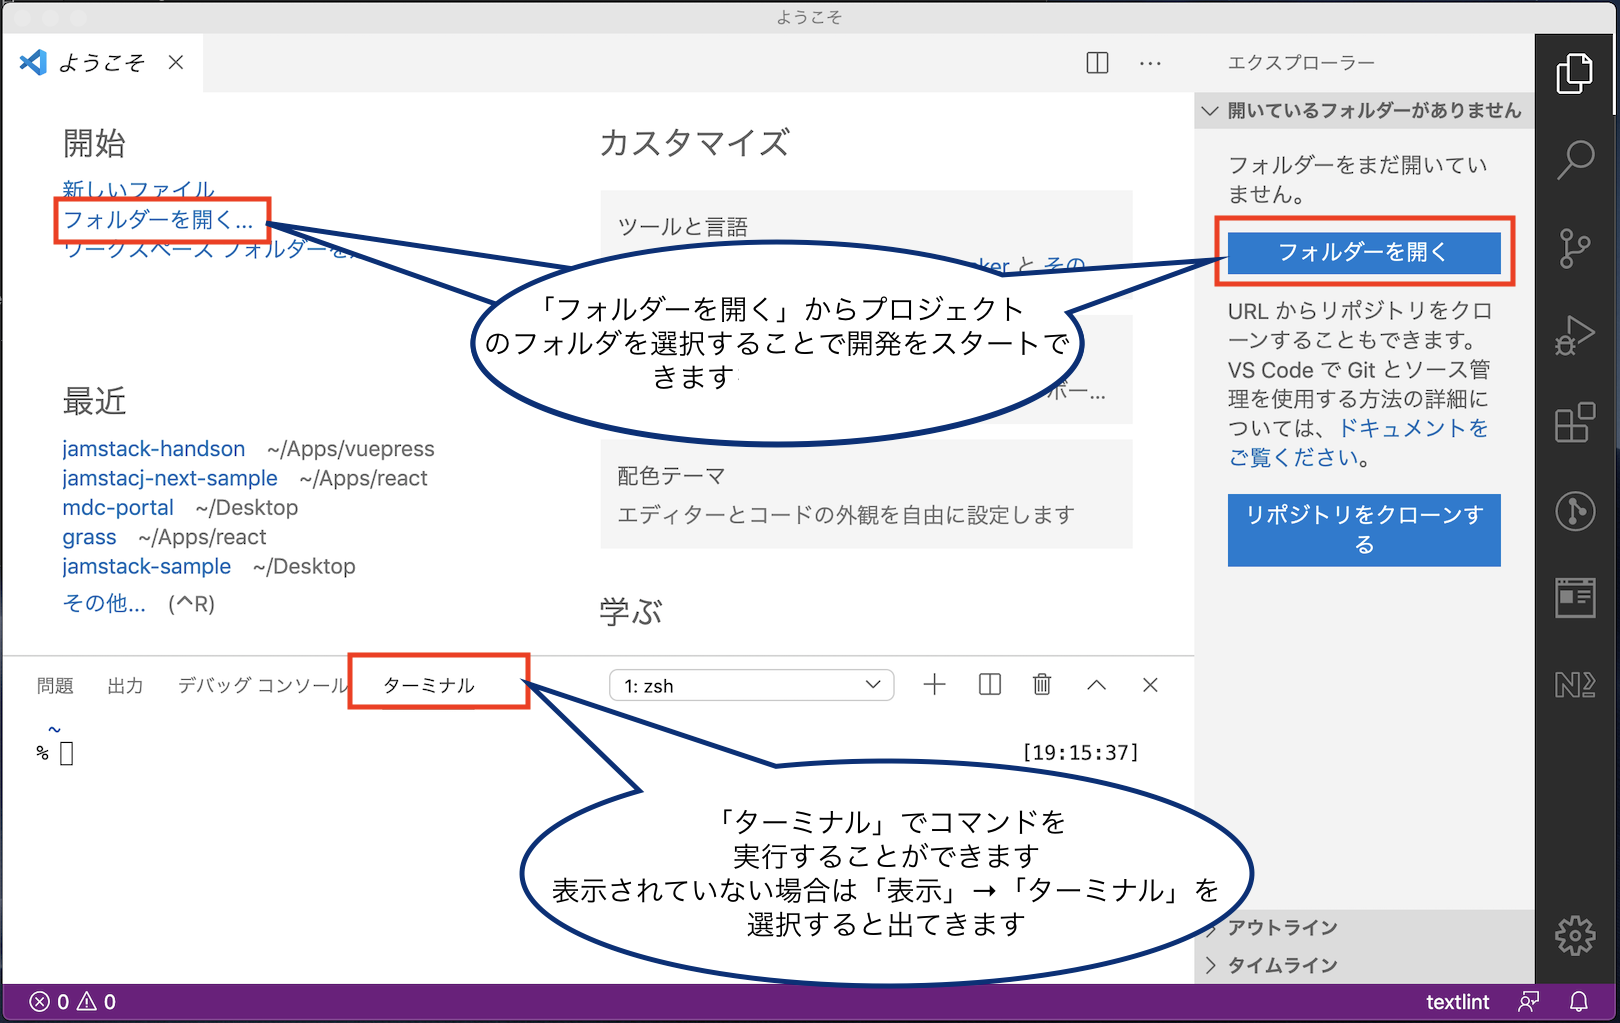 ようこそ
ようこそ
開始
新しいファイル
フォルダーを開く...
ワークスペース フォルダーを
最近
jamstack-handson ~/Apps/vuepress
jamstacj-next-sample ~/Apps/react
mdc-portal ~/Desktop
grass ~/Apps/react
jamstack-sample ~/Desktop
その他... (^R)
カスタマイズ
ツールと言語
と その
「フォルダーを開く」からプロジェクト
のフォルダを選択することで開発をスタートで
きます
ボー...
配色テーマ
エディターとコードの外観を自由に設定します
学ぶ
エクスプローラー
開いているフォルダーがありません
フォルダーをまだ開いてい
ません。
フォルダーを開く
URL からリポジトリをクロ
ーンすることもできます。
VS Code で Git とソース管
理を使用する方法の詳細に
ついては、ドキュメントを
ご覧ください。
リポジトリをクローンす
る
問題 出力 デバッグ コンソール ターミナル 1: zsh
~
%
[19:15:37]
「ターミナル」でコマンドを
実行することができます
表示されていない場合は「表示」→「ターミナル」を
選択すると出てきます
アウトライン
タイムライン
0 0 textlint